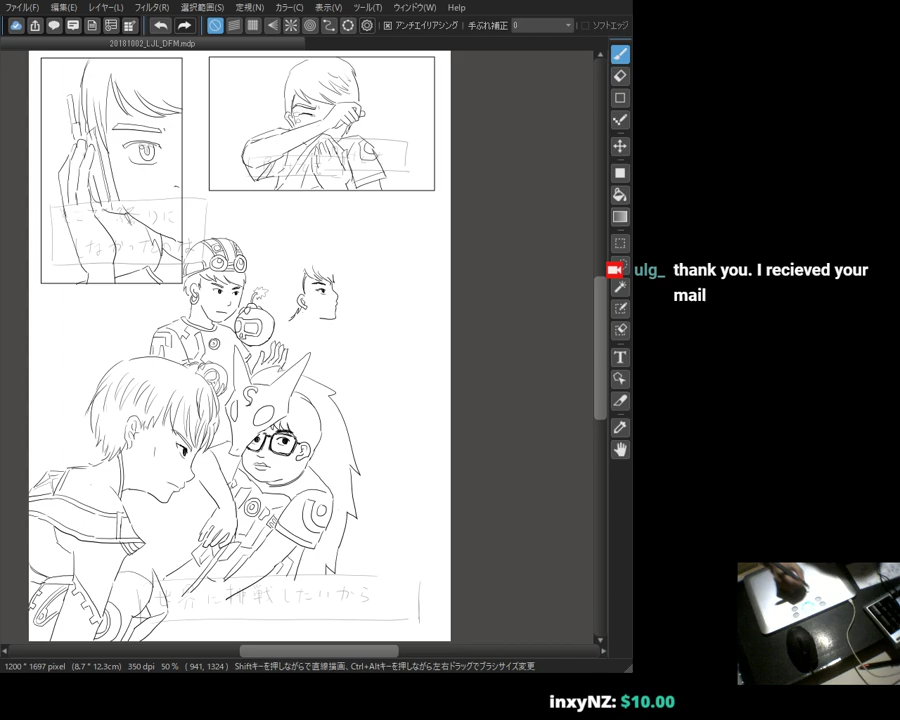 ファイル(F) 編集(E) レイヤー(L) フィルタ(R) 選択範囲(S) 定規(N) カラー(C) 表示(V) ツール(T) ウィンドウ(W) Help
アンチエイリアシング 手ぶれ補正 0 ソフトエッジ
20181002_LJL_DFM.mdp
しなかったのは
世界に挑戦したいから
ulg_ thank you. I recieved your
mail
1200 * 1697 pixel (8.7 * 12.3cm) 350 dpi 50 % ( 941, 1324 ) Shiftキーを押しながらで直線描画、Ctrl+Altキーを押しながら左右ドラッグでブラシサイズ変更
inxyNZ: $10.00